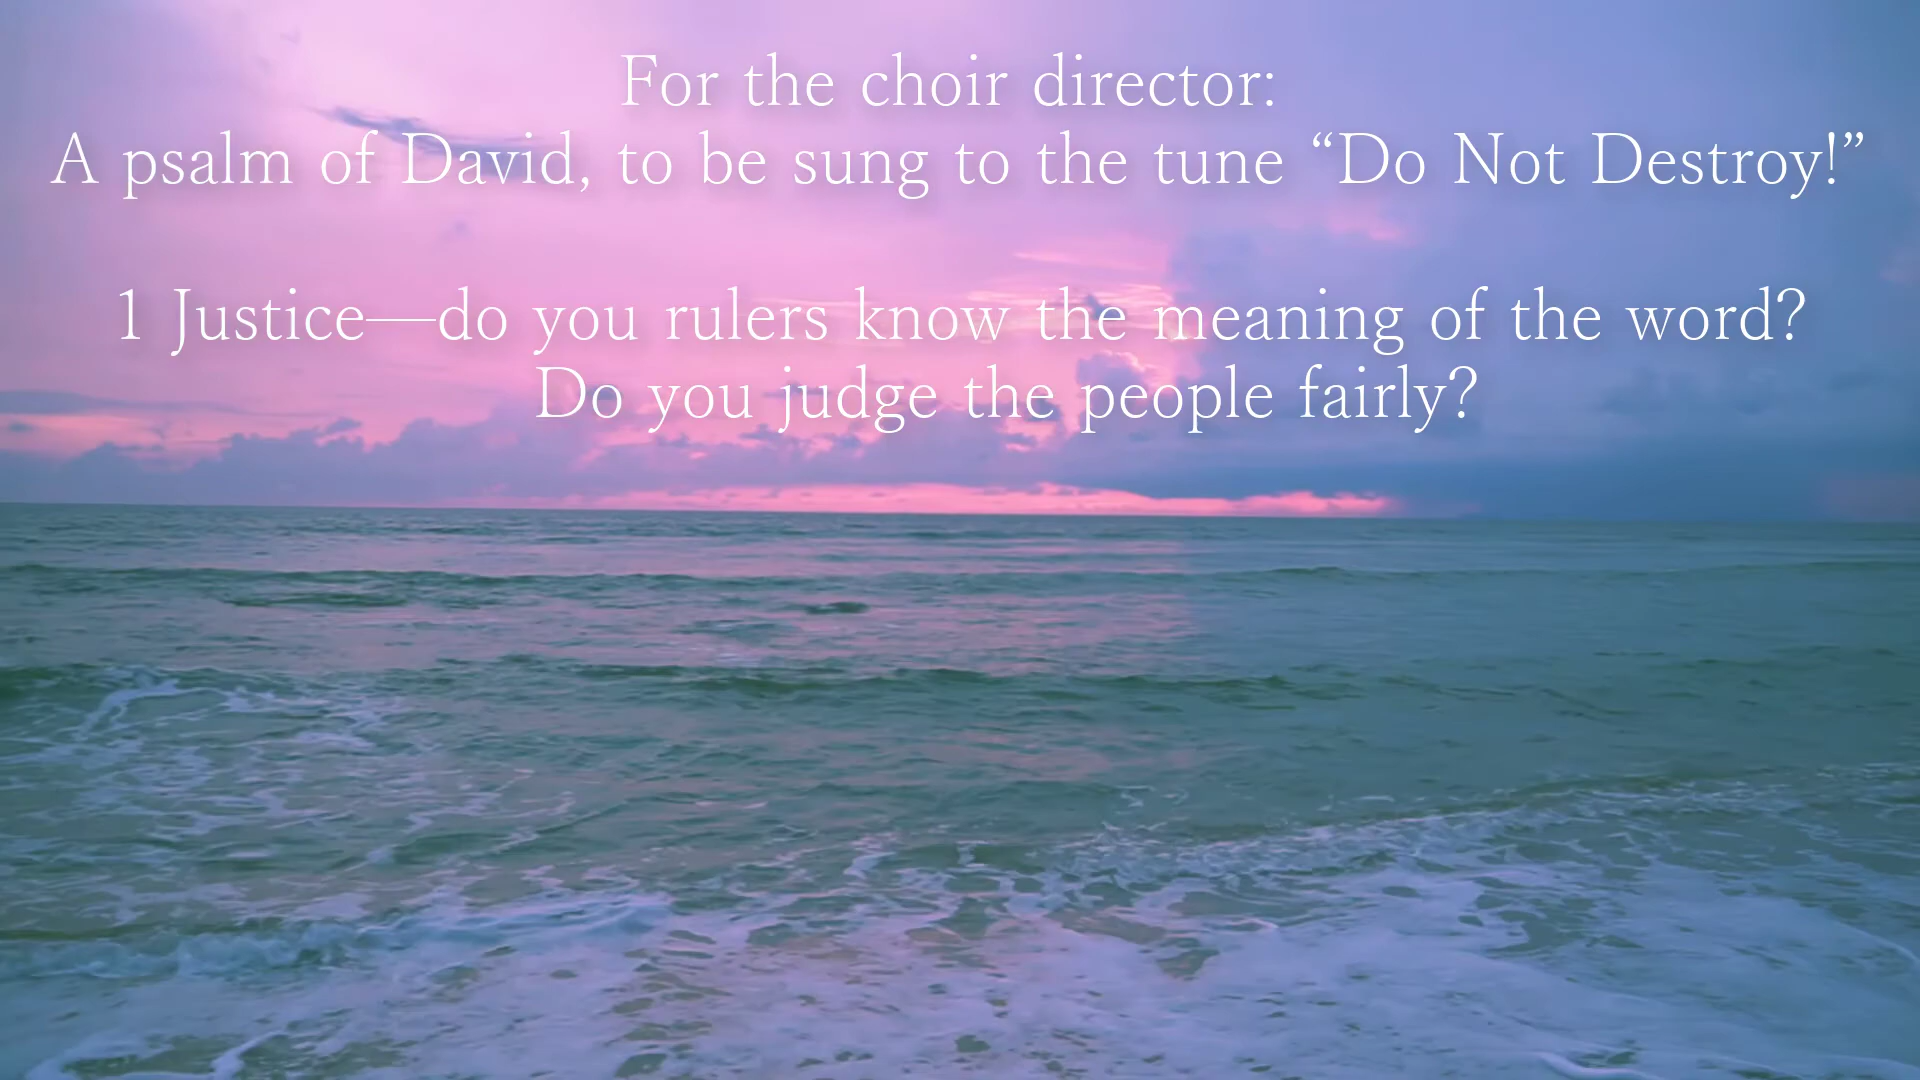 For the choir director:
A psalm of David, to be sung to the tune “Do Not Destroy!”
1 Justice—do you rulers know the meaning of the word?
Do you judge the people fairly?